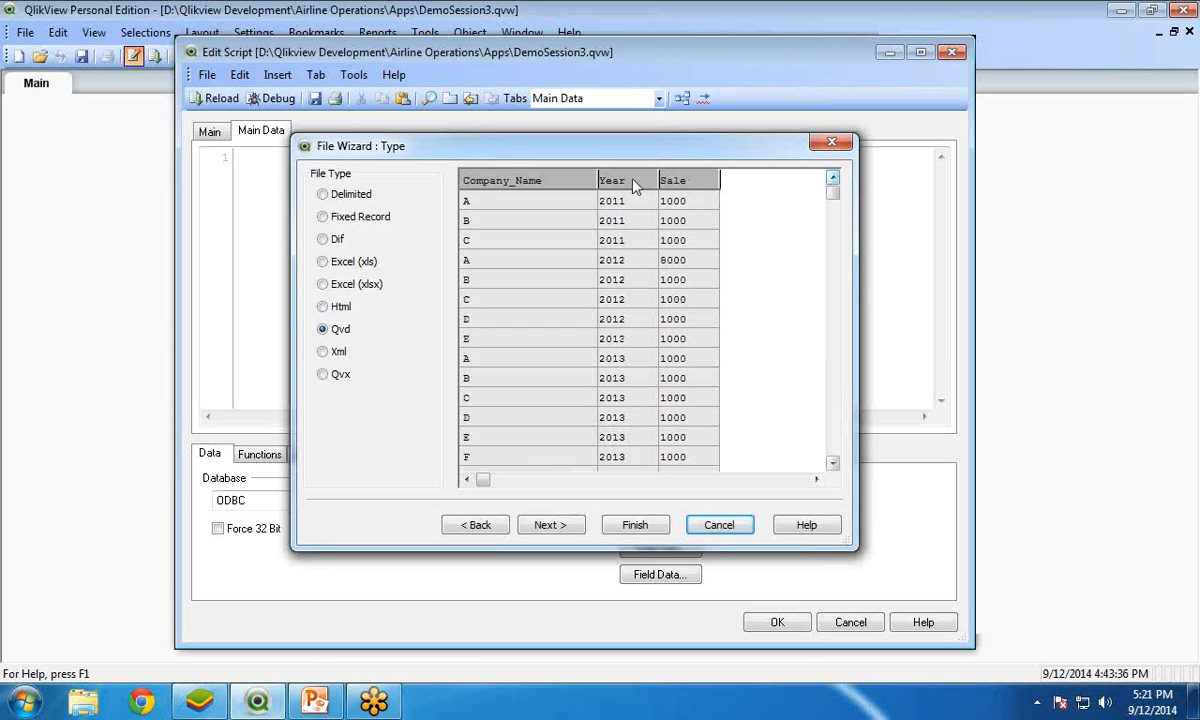 QlikView Personal Edition - [D:\Qlikview Development\Airline Operations\Apps\DemoSession3.qvw]
File Edit View Selections Layout Settings Bookmarks Reports Tools Object Window Help
Main
Edit Script [D:\Qlikview Development\Airline Operations\Apps\DemoSession3.qvw]
File Edit Insert Tab Tools Help
Reload Debug Tabs Main Data
Main Main Data
1
File Wizard : Type
File Type
Delimited
Fixed Record
Dif
Excel (xls)
Excel (xlsx)
Html
Qvd
Xml
Qvx
Company_Name Year Sale
A 2011 1000
B 2011 1000
C 2011 1000
A 2012 6000
B 2012 1000
C 2012 1000
D 2012 1000
E 2012 1000
A 2013 1000
B 2013 1000
C 2013 1000
D 2013 1000
E 2013 1000
F 2013 1000
< Back Next > Finish Cancel Help
Data Functions
Database
ODBC
Force 32 Bit
Field Data...
OK Cancel Help
For Help, press F1
9/12/2014 4:43:36 PM
5:21 PM
9/12/2014